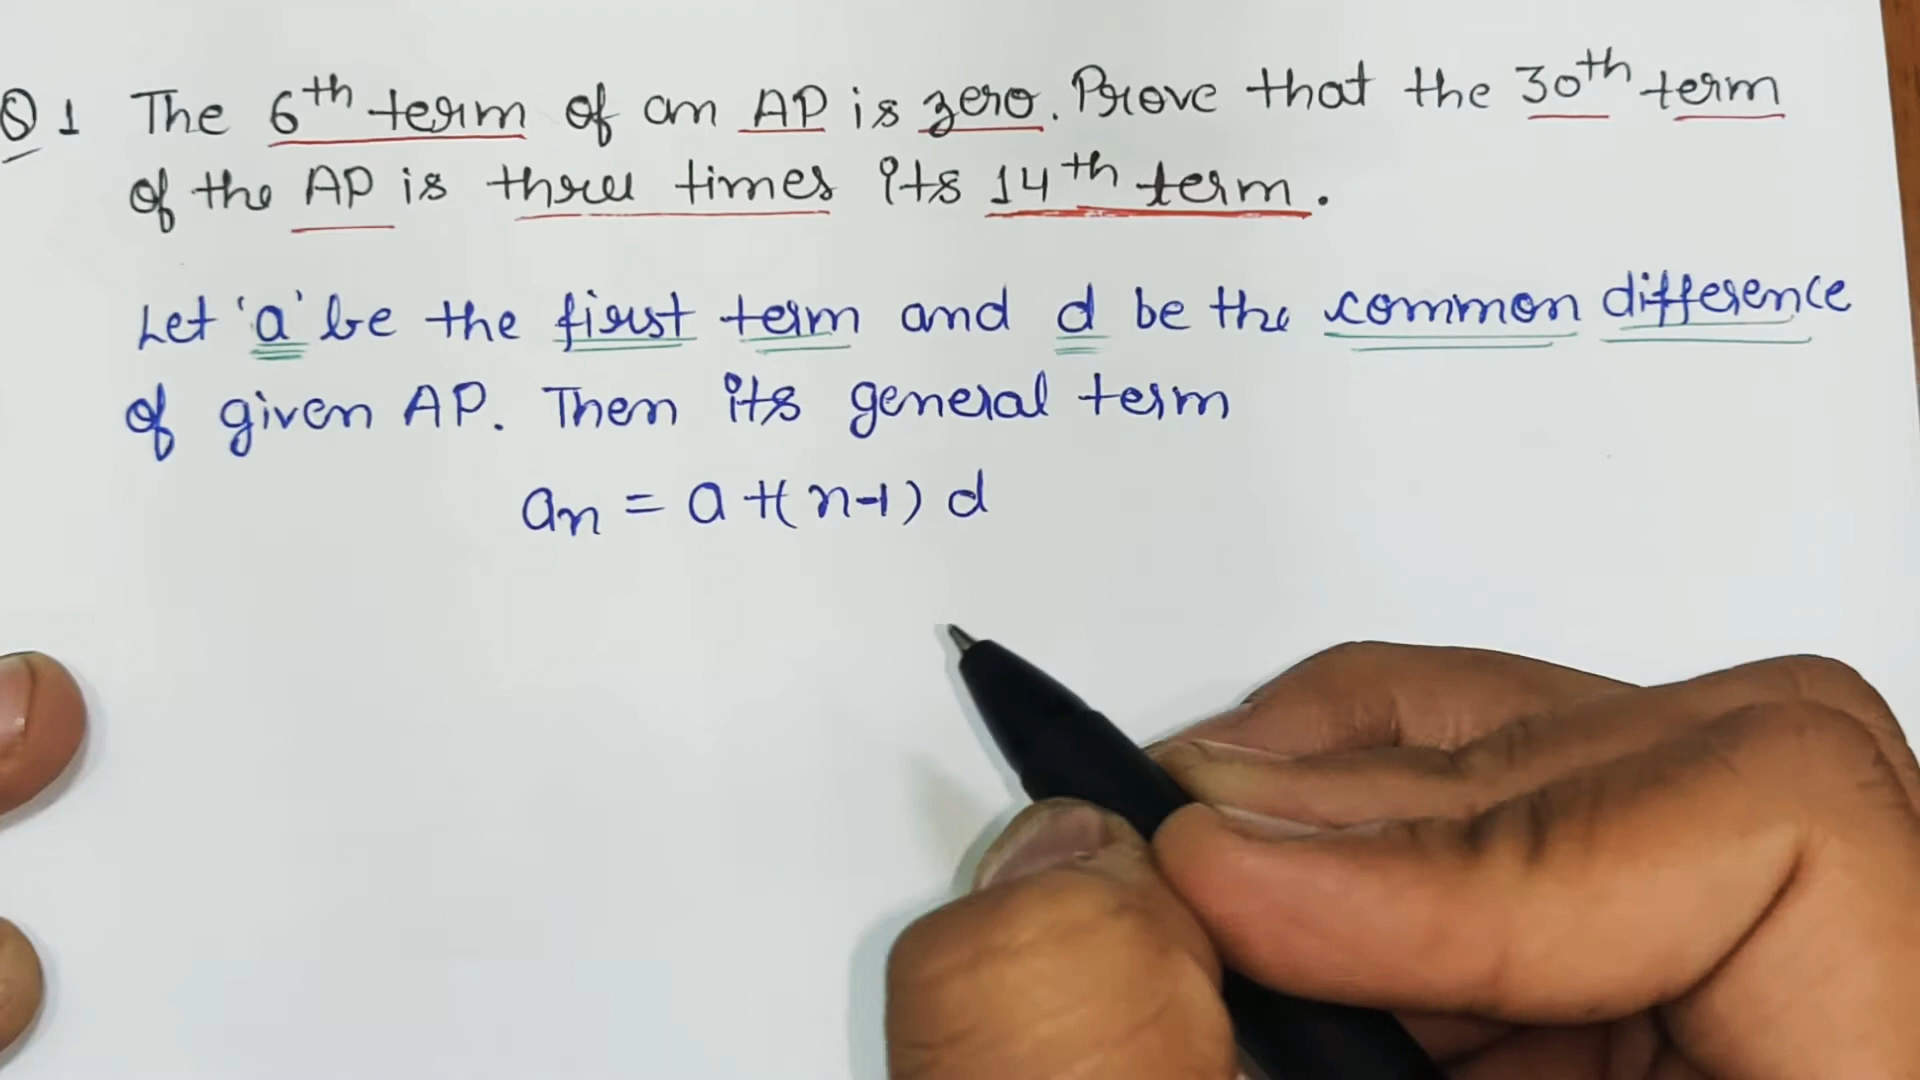 Q 1 The 6th term of an AP is zero. Prove that the 30th term
of the AP is three times its 14th term.
Let 'a' be the first term and d be the common difference
of given AP. Then its general term
an = a +(n-1) d